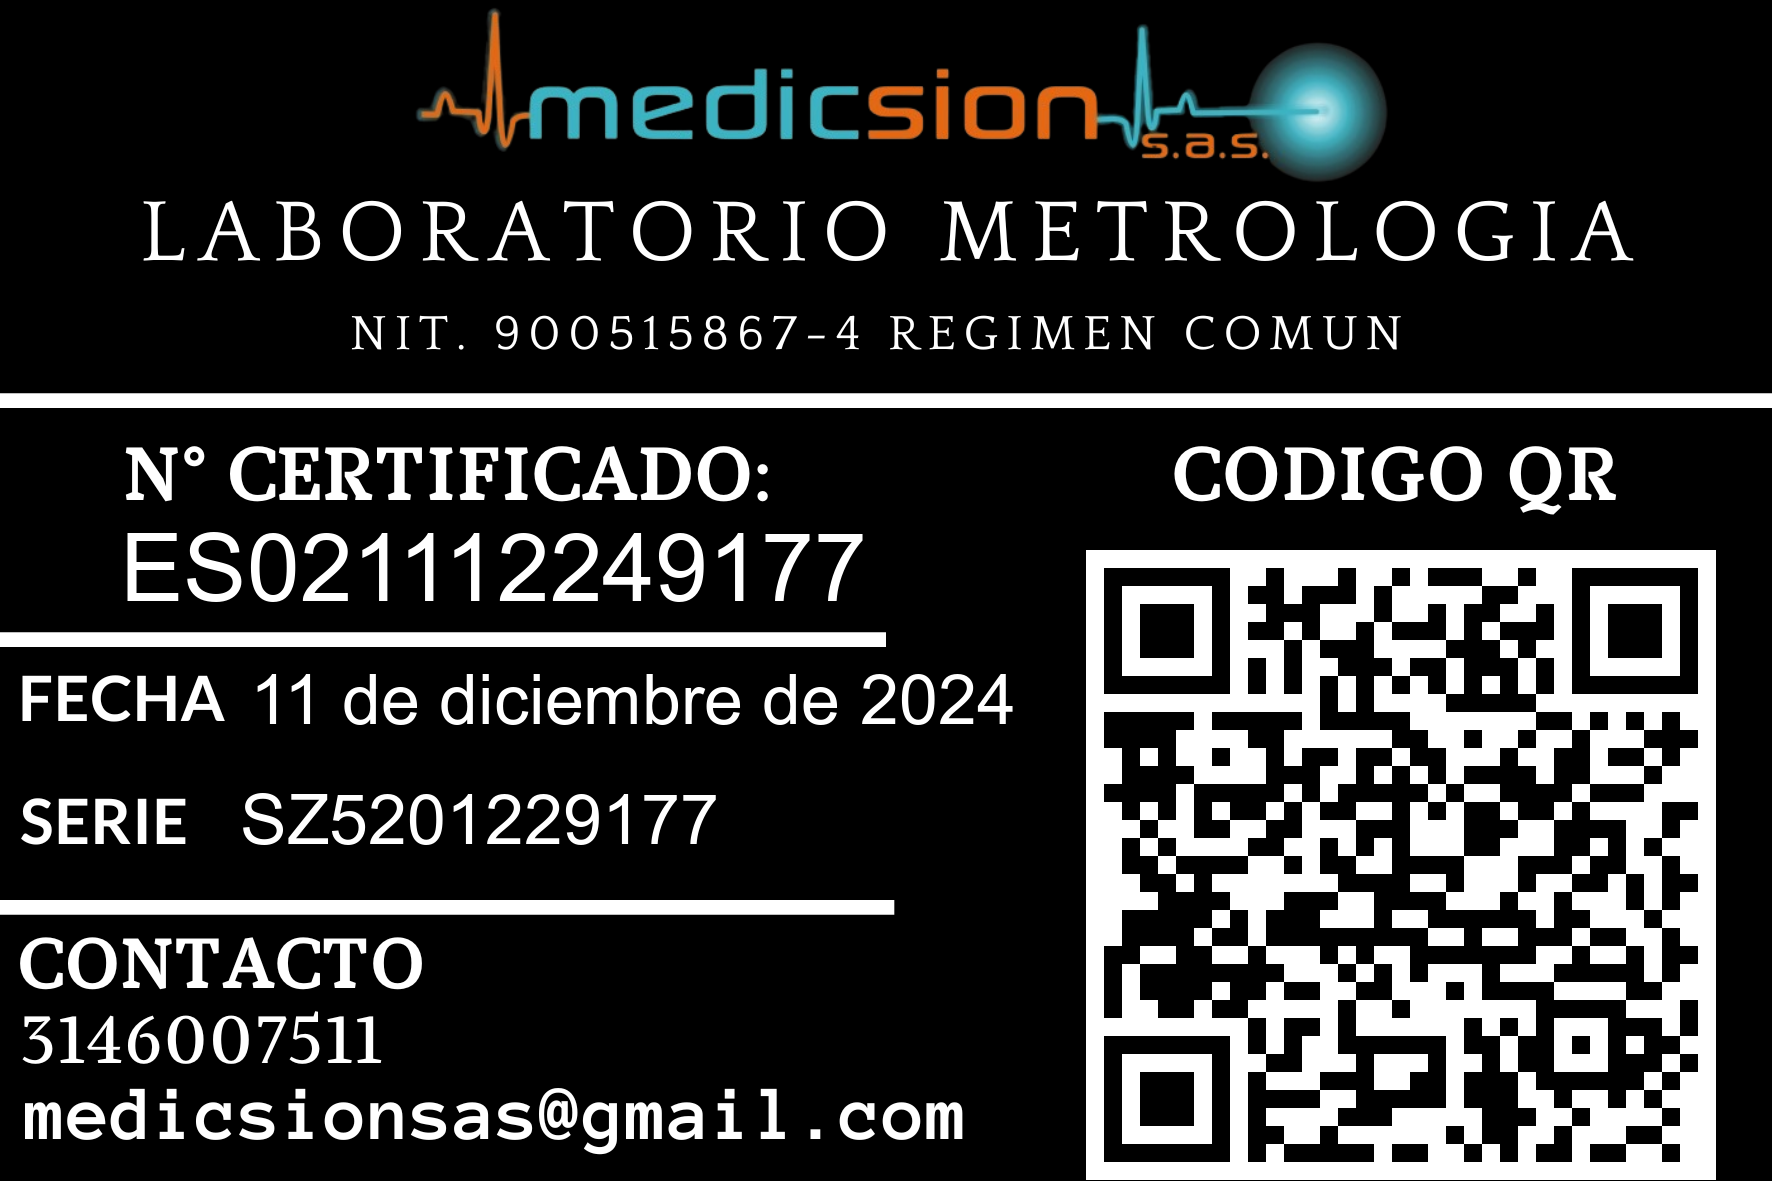 medicsion
s.a.s.
LABORATORIO METROLOGIA
NIT. 900515867-4 REGIMEN COMUN
N° CERTIFICADO:
ES021112249177
CODIGO QR
FECHA 11 de diciembre de 2024
SERIE SZ5201229177
CONTACTO
3146007511
medicsionsas@gmail.com